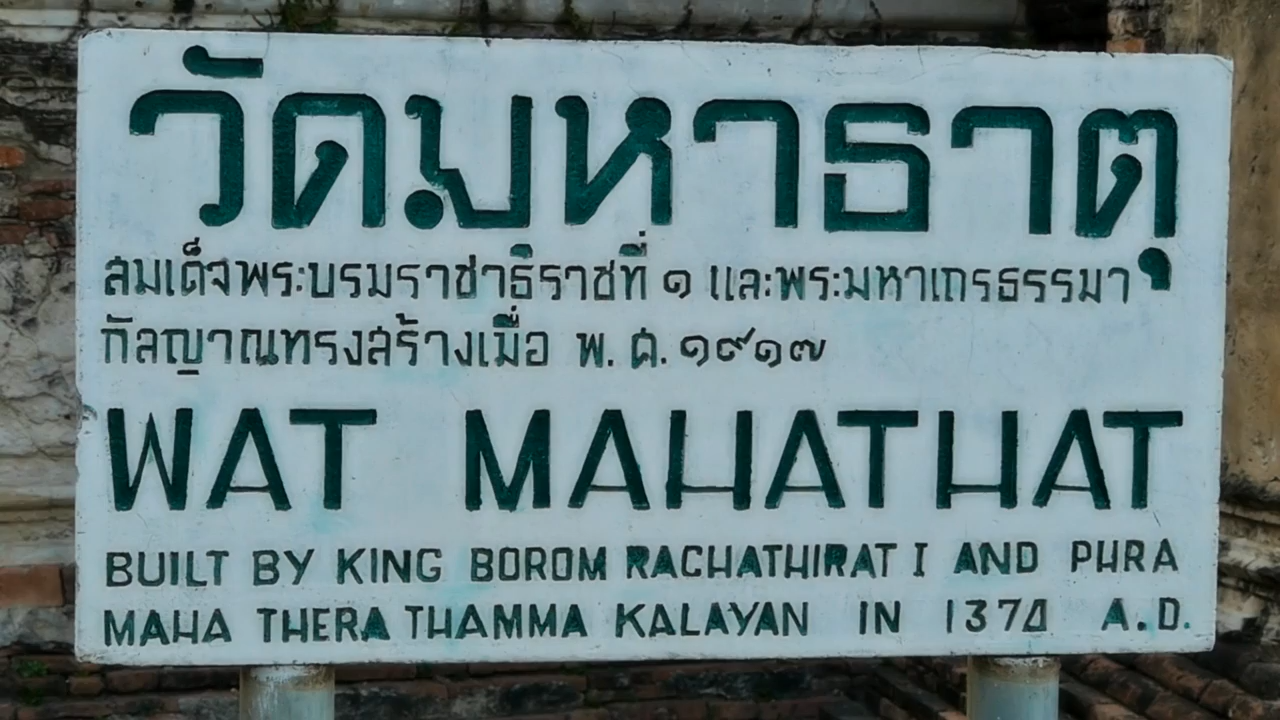 วัดมหาธาตุ
สมเด็จพระบรมราชาธิราชที่ ๑ และพระมหาเถรธรรมา
กัลญาณทรงสร้างเมื่อ พ.ศ.๑๙๑๗
WAT MAHATHAT
BUILT BY KING BOROM RACHATHIRAT I AND PHRA
MAHA THERA THAMMA KALAYAN IN 1374 A.D.